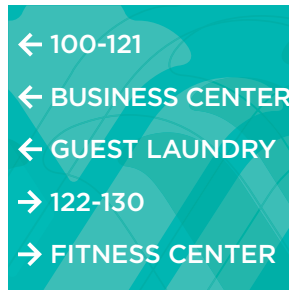 ← 100-121
← BUSINESS CENTER
← GUEST LAUNDRY
→ 122-130
→ FITNESS CENTER